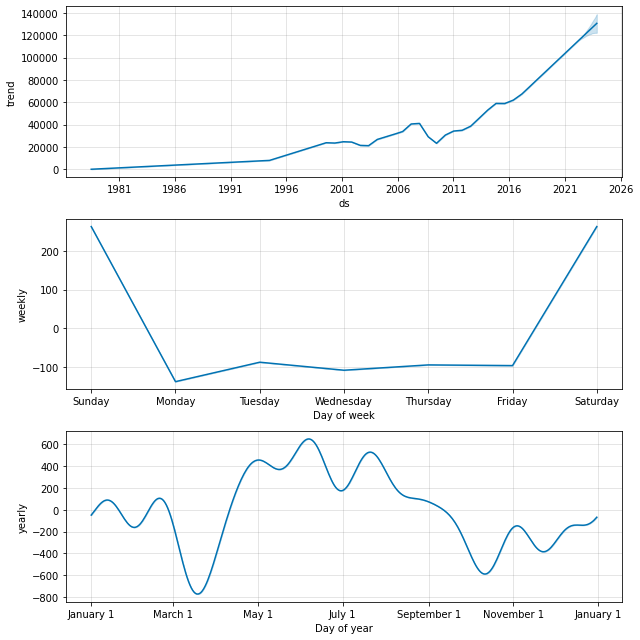 140000
120000
100000
80000
60000
40000
20000
0
trend
1981 1986 1991 1996 2001 2006 2011 2016 2021 2026
ds
200
100
0
−100
weekly
Sunday Monday Tuesday Wednesday Thursday Friday Saturday
Day of week
600
400
200
0
−200
−400
−600
−800
yearly
January 1 March 1 May 1 July 1 September 1 November 1 January 1
Day of year